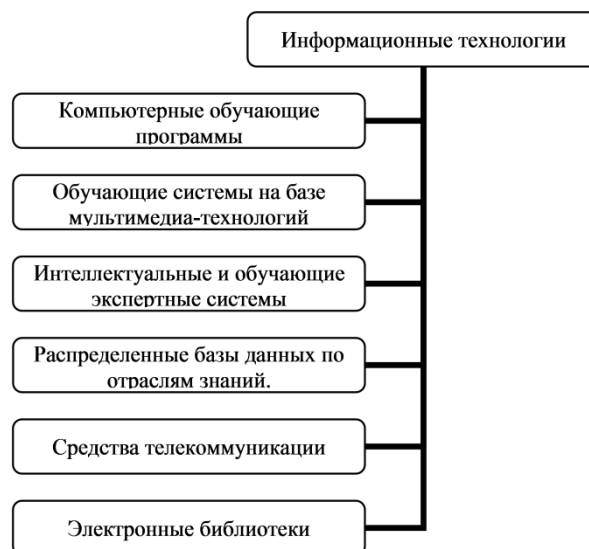 Информационные технологии
Компьютерные обучающие
программы
Обучающие системы на базе
мультимедиа-технологий
Интеллектуальные и обучающие
экспертные системы
Распределенные базы данных по
отраслям знаний.
Средства телекоммуникации
Электронные библиотеки